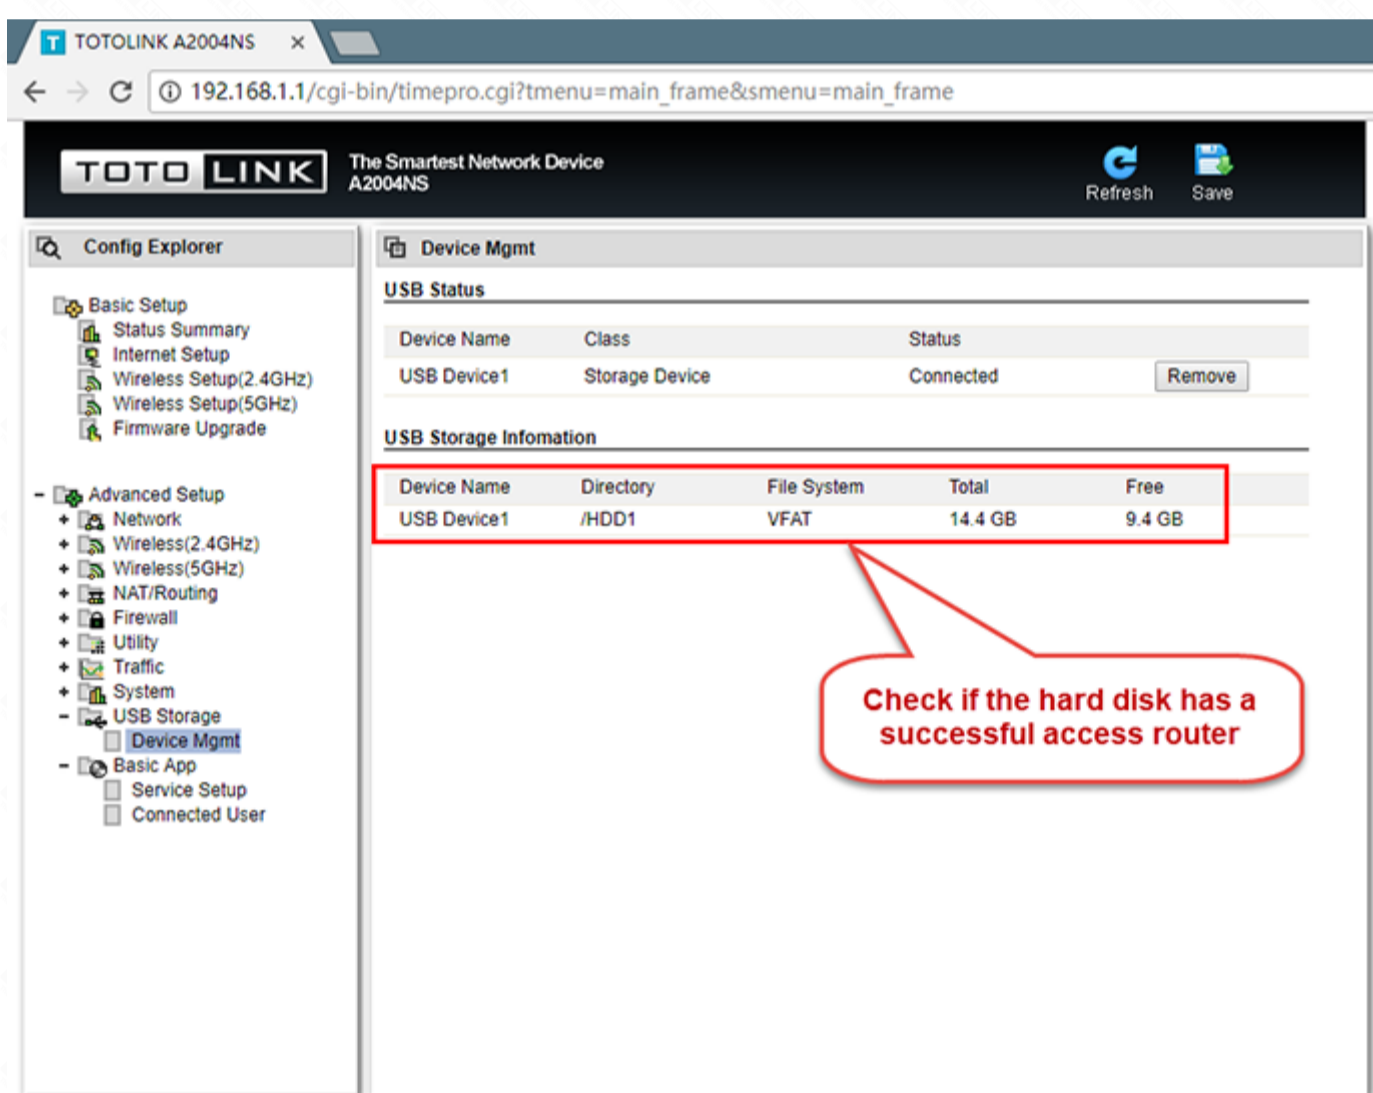 TOTOLINK A2004NS
192.168.1.1/cgi-bin/timepro.cgi?tmenu=main_frame&smenu=main_frame
TOTO LINK
The Smartest Network Device
A2004NS
Refresh Save
Config Explorer
Basic Setup
Status Summary
Internet Setup
Wireless Setup(2.4GHz)
Wireless Setup(5GHz)
Firmware Upgrade
Advanced Setup
Network
Wireless(2.4GHz)
Wireless(5GHz)
NAT/Routing
Firewall
Utility
Traffic
System
USB Storage
Device Mgmt
Basic App
Service Setup
Connected User
Device Mgmt
USB Status
Device Name Class Status
USB Device1 Storage Device Connected Remove
USB Storage Infomation
Device Name Directory File System Total Free
USB Device1 /HDD1 VFAT 14.4 GB 9.4 GB
Check if the hard disk has a
successful access router